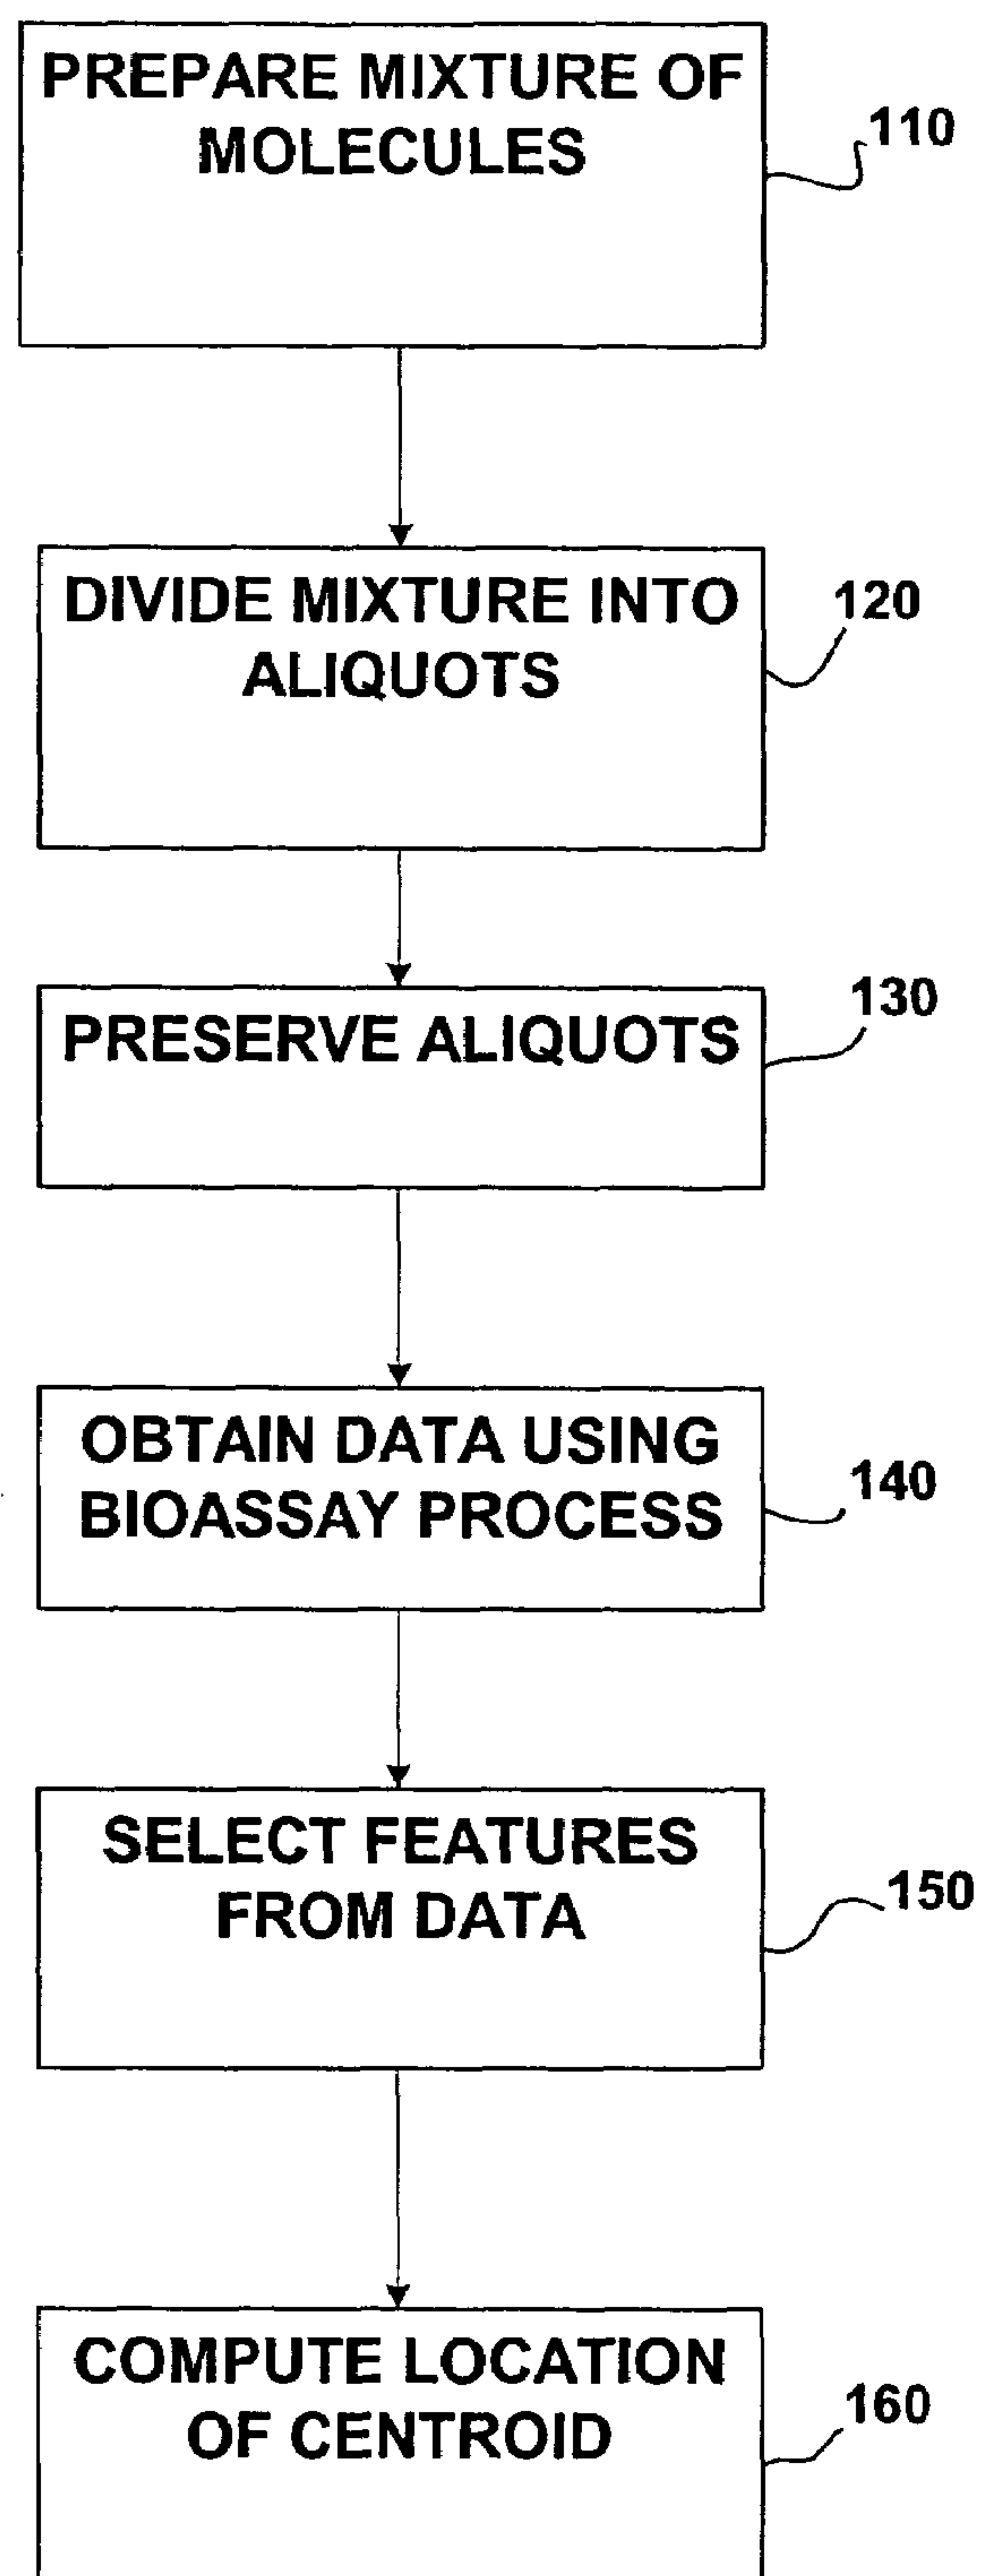 PREPARE MIXTURE OF
MOLECULES
110
DIVIDE MIXTURE INTO
ALIQUOTS
120
PRESERVE ALIQUOTS
130
OBTAIN DATA USING
BIOASSAY PROCESS
140
SELECT FEATURES
FROM DATA
150
COMPUTE LOCATION
OF CENTROID
160